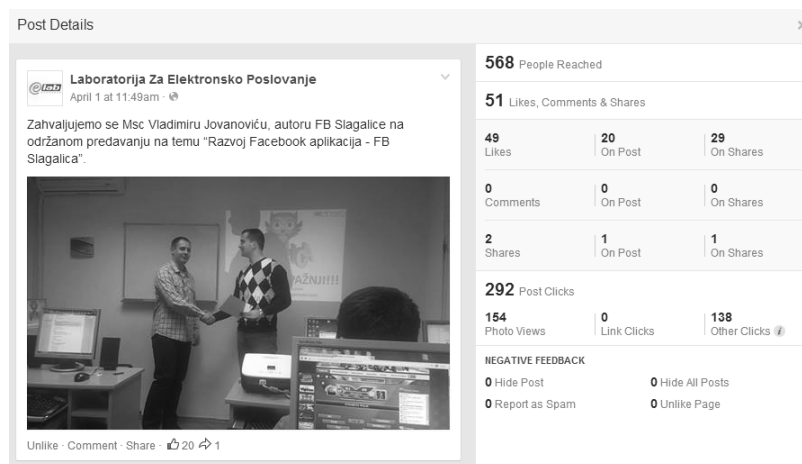 Post Details
elab
Laboratorija Za Elektronsko Poslovanje
April 1 at 11:49am ·
Zahvaljujemo se Msc Vladimiru Jovanoviću, autoru FB Slagalice na
održanom predavanju na temu “Razvoj Facebook aplikacija - FB
Slagalica”.
PAŽNJI!!!!
Unlike · Comment · Share · 20 1
568 People Reached
51 Likes, Comments & Shares
49 20 29
Likes On Post On Shares
0 0 0
Comments On Post On Shares
2 1 1
Shares On Post On Shares
292 Post Clicks
154 0 138
Photo Views Link Clicks Other Clicks i
NEGATIVE FEEDBACK
0 Hide Post 0 Hide All Posts
0 Report as Spam 0 Unlike Page